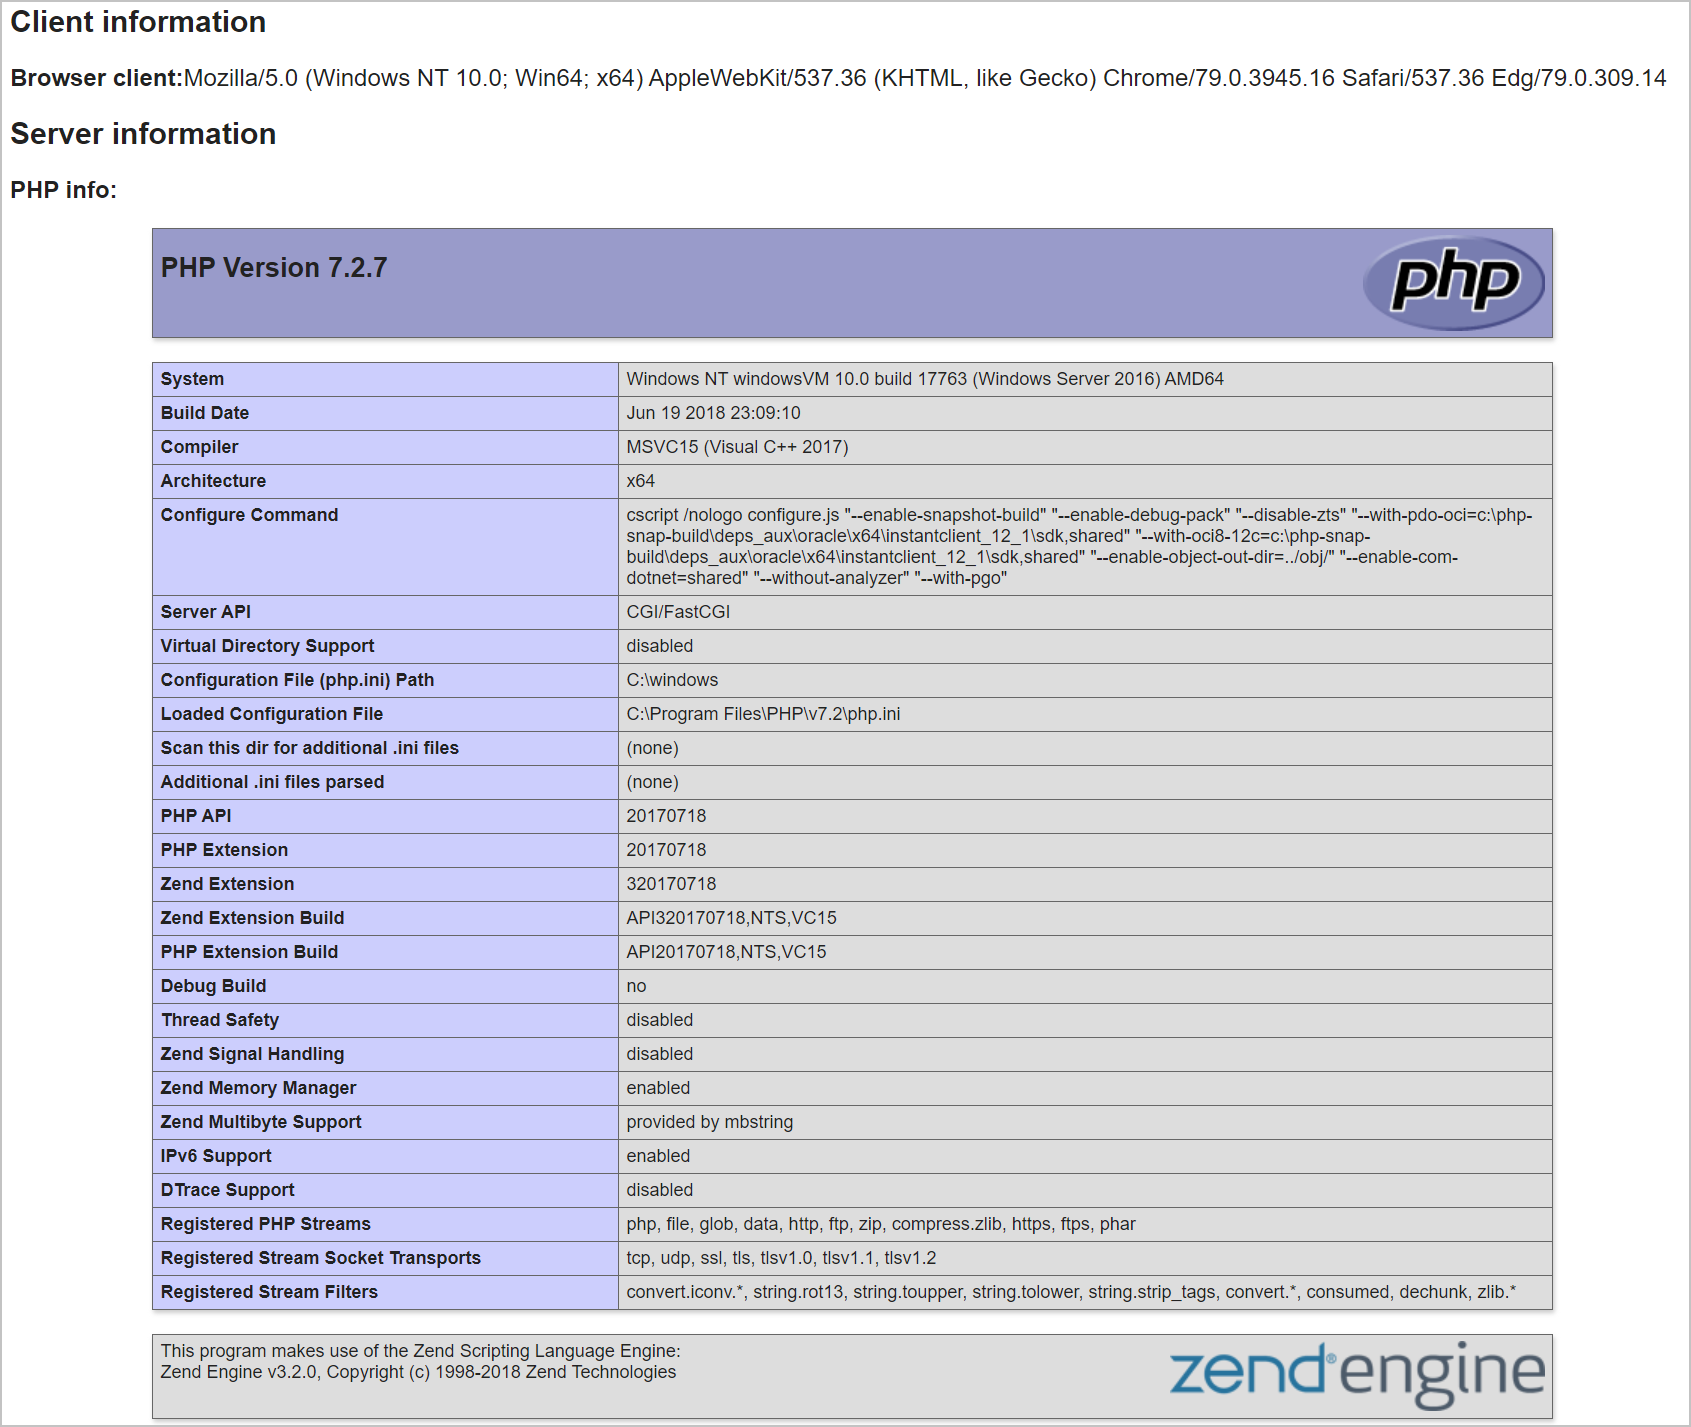 Client information
Browser client:Mozilla/5.0 (Windows NT 10.0; Win64; x64) AppleWebKit/537.36 (KHTML, like Gecko) Chrome/79.0.3945.16 Safari/537.36 Edg/79.0.309.14
Server information
PHP info:
PHP Version 7.2.7
php
System Windows NT windowsVM 10.0 build 17763 (Windows Server 2016) AMD64
Build Date Jun 19 2018 23:09:10
Compiler MSVC15 (Visual C++ 2017)
Architecture x64
Configure Command cscript /nologo configure.js "--enable-snapshot-build" "--enable-debug-pack" "--disable-zts" "--with-pdo-oci=c:\php-
snap-build\deps_aux\oracle\x64\instantclient_12_1\sdk,shared" "--with-oci8-12c=c:\php-snap-
build\deps_aux\oracle\x64\instantclient_12_1\sdk,shared" "--enable-object-out-dir=../obj/" "--enable-com-
dotnet=shared" "--without-analyzer" "--with-pgo"
Server API CGI/FastCGI
Virtual Directory Support disabled
Configuration File (php.ini) Path C:\windows
Loaded Configuration File C:\Program Files\PHP\v7.2\php.ini
Scan this dir for additional .ini files (none)
Additional .ini files parsed (none)
PHP API 20170718
PHP Extension 20170718
Zend Extension 320170718
Zend Extension Build API320170718,NTS,VC15
PHP Extension Build API20170718,NTS,VC15
Debug Build no
Thread Safety disabled
Zend Signal Handling disabled
Zend Memory Manager enabled
Zend Multibyte Support provided by mbstring
IPv6 Support enabled
DTrace Support disabled
Registered PHP Streams php, file, glob, data, http, ftp, zip, compress.zlib, https, ftps, phar
Registered Stream Socket Transports tcp, udp, ssl, tls, tlsv1.0, tlsv1.1, tlsv1.2
Registered Stream Filters convert.iconv.*, string.rot13, string.toupper, string.tolower, string.strip_tags, convert.*, consumed, dechunk, zlib.*
This program makes use of the Zend Scripting Language Engine:
Zend Engine v3.2.0, Copyright (c) 1998-2018 Zend Technologies
zend® engine